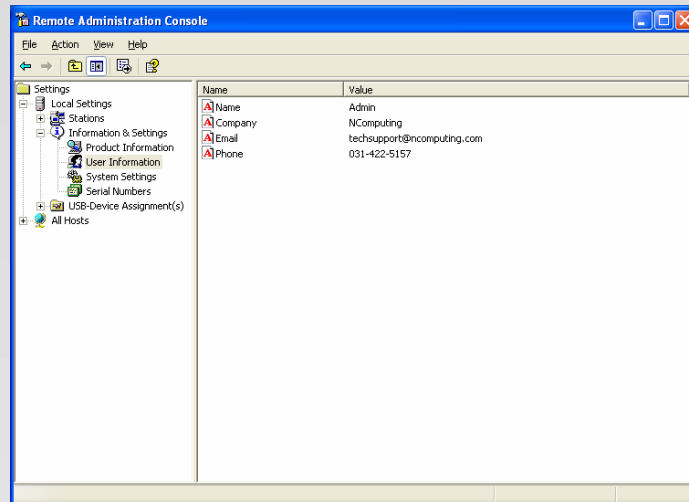 Remote Administration Console
File Action View Help
Settings
Local Settings
Stations
Information & Settings
Product Information
User Information
System Settings
Serial Numbers
USB-Device Assignment(s)
All Hosts
Name Value
Name Admin
Company NComputing
Email techsupport@ncomputing.com
Phone 031-422-5157